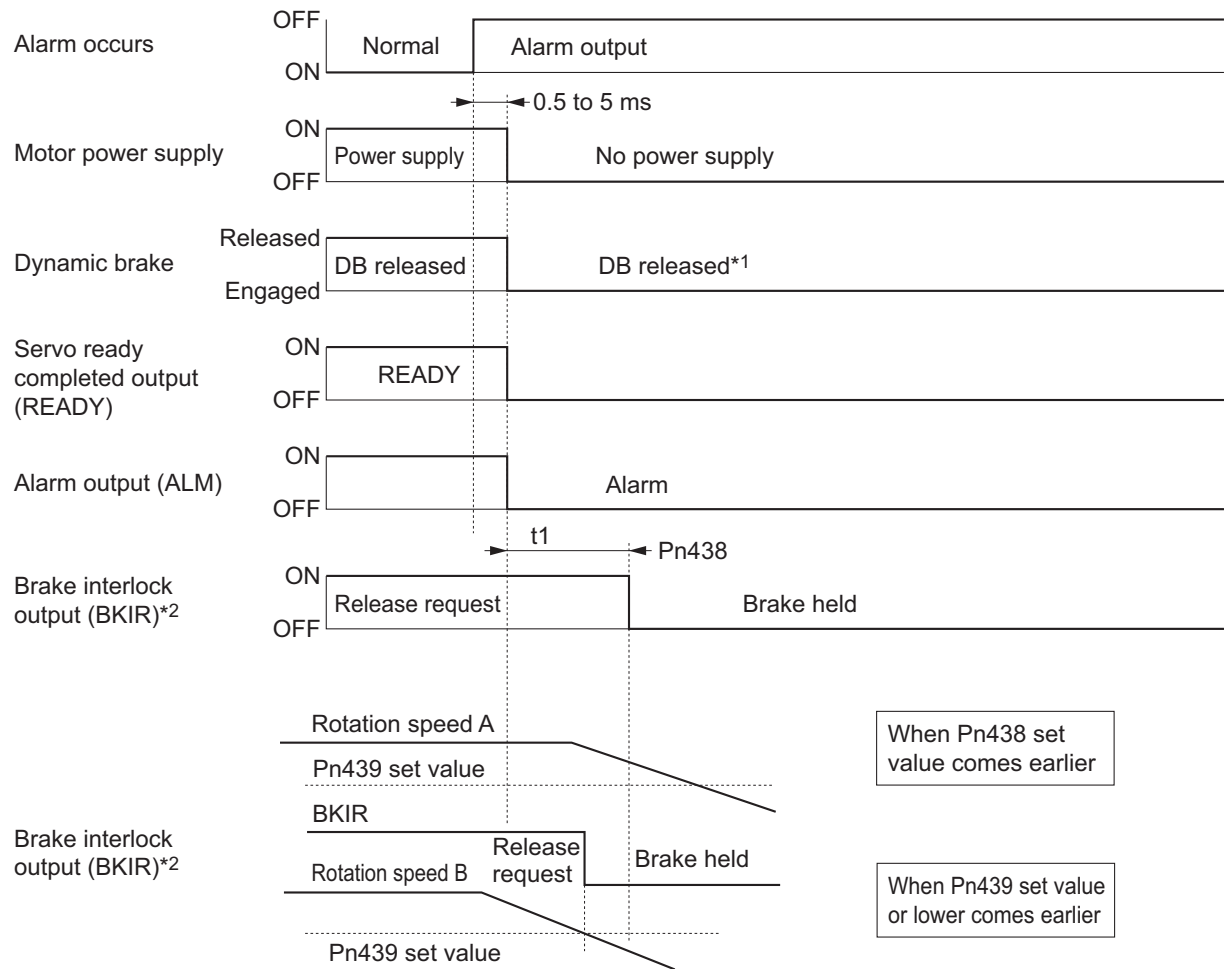 Alarm occurs
OFF
ON
Normal
Alarm output
0.5 to 5 ms
Motor power supply
ON
OFF
Power supply
No power supply
Dynamic brake
Released
Engaged
DB released
DB released*1
Servo ready
completed output
(READY)
ON
OFF
READY
Alarm output (ALM)
ON
OFF
Alarm
t1
Pn438
Brake interlock
output (BKIR)*2
ON
OFF
Release request
Brake held
Rotation speed A
Pn439 set value
When Pn438 set
value comes earlier
Brake interlock
output (BKIR)*2
BKIR
Release
request
Brake held
Rotation speed B
Pn439 set value
When Pn439 set value
or lower comes earlier